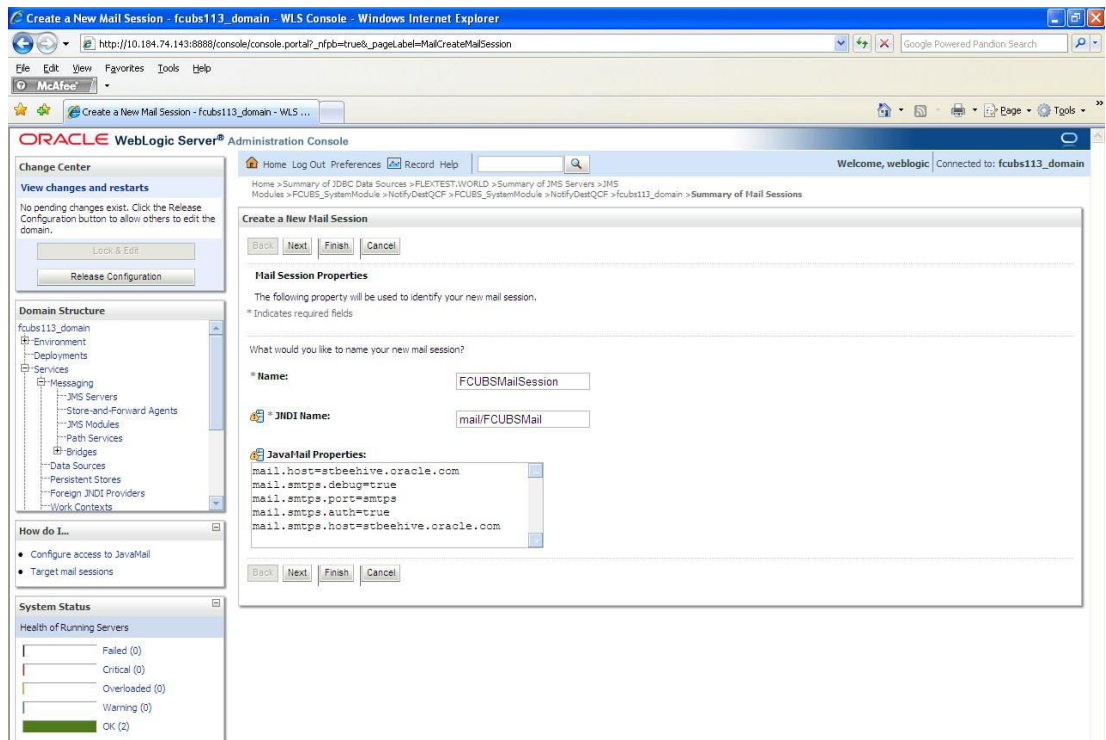 Create a New Mail Session - fcubs113_domain - WLS Console - Windows Internet Explorer
http://10.184.74.143:8888/console/console.portal?_nfpb=true&_pageLabel=MailCreateMailSession
Google Powered Pandion Search
File Edit View Favorites Tools Help
McAfee
Create a New Mail Session - fcubs113_domain - WLS ...
Page Tools
ORACLE WebLogic Server® Administration Console
Change Center
View changes and restarts
No pending changes exist. Click the Release
Configuration button to allow others to edit the
domain.
Lock & Edit
Release Configuration
Domain Structure
fcubs113_domain
Environment
Deployments
Services
Messaging
JMS Servers
Store-and-Forward Agents
JMS Modules
Path Services
Bridges
Data Sources
Persistent Stores
Foreign JNDI Providers
Work Contexts
How do I...
Configure access to JavaMail
Target mail sessions
System Status
Health of Running Servers
Failed (0)
Critical (0)
Overloaded (0)
Warning (0)
OK (2)
Home Log Out Preferences Record Help
Welcome, weblogic Connected to: fcubs113_domain
Home >Summary of JDBC Data Sources >FLEXTEST.WORLD >Summary of JMS Servers >JMS
Modules >FCUBS_SystemModule >NotifyDestQCF >FCUBS_SystemModule >NotifyDestQCF >fcubs113_domain >Summary of Mail Sessions
Create a New Mail Session
Back Next Finish Cancel
Mail Session Properties
The following property will be used to identify your new mail session.
* Indicates required fields
What would you like to name your new mail session?
* Name: FCUBSMailSession
* JNDI Name: mail/FCUBSMail
JavaMail Properties:
mail.host=stbeehive.oracle.com
mail.smtps.debug=true
mail.smtps.port=smtps
mail.smtps.auth=true
mail.smtps.host=stbeehive.oracle.com
Back Next Finish Cancel